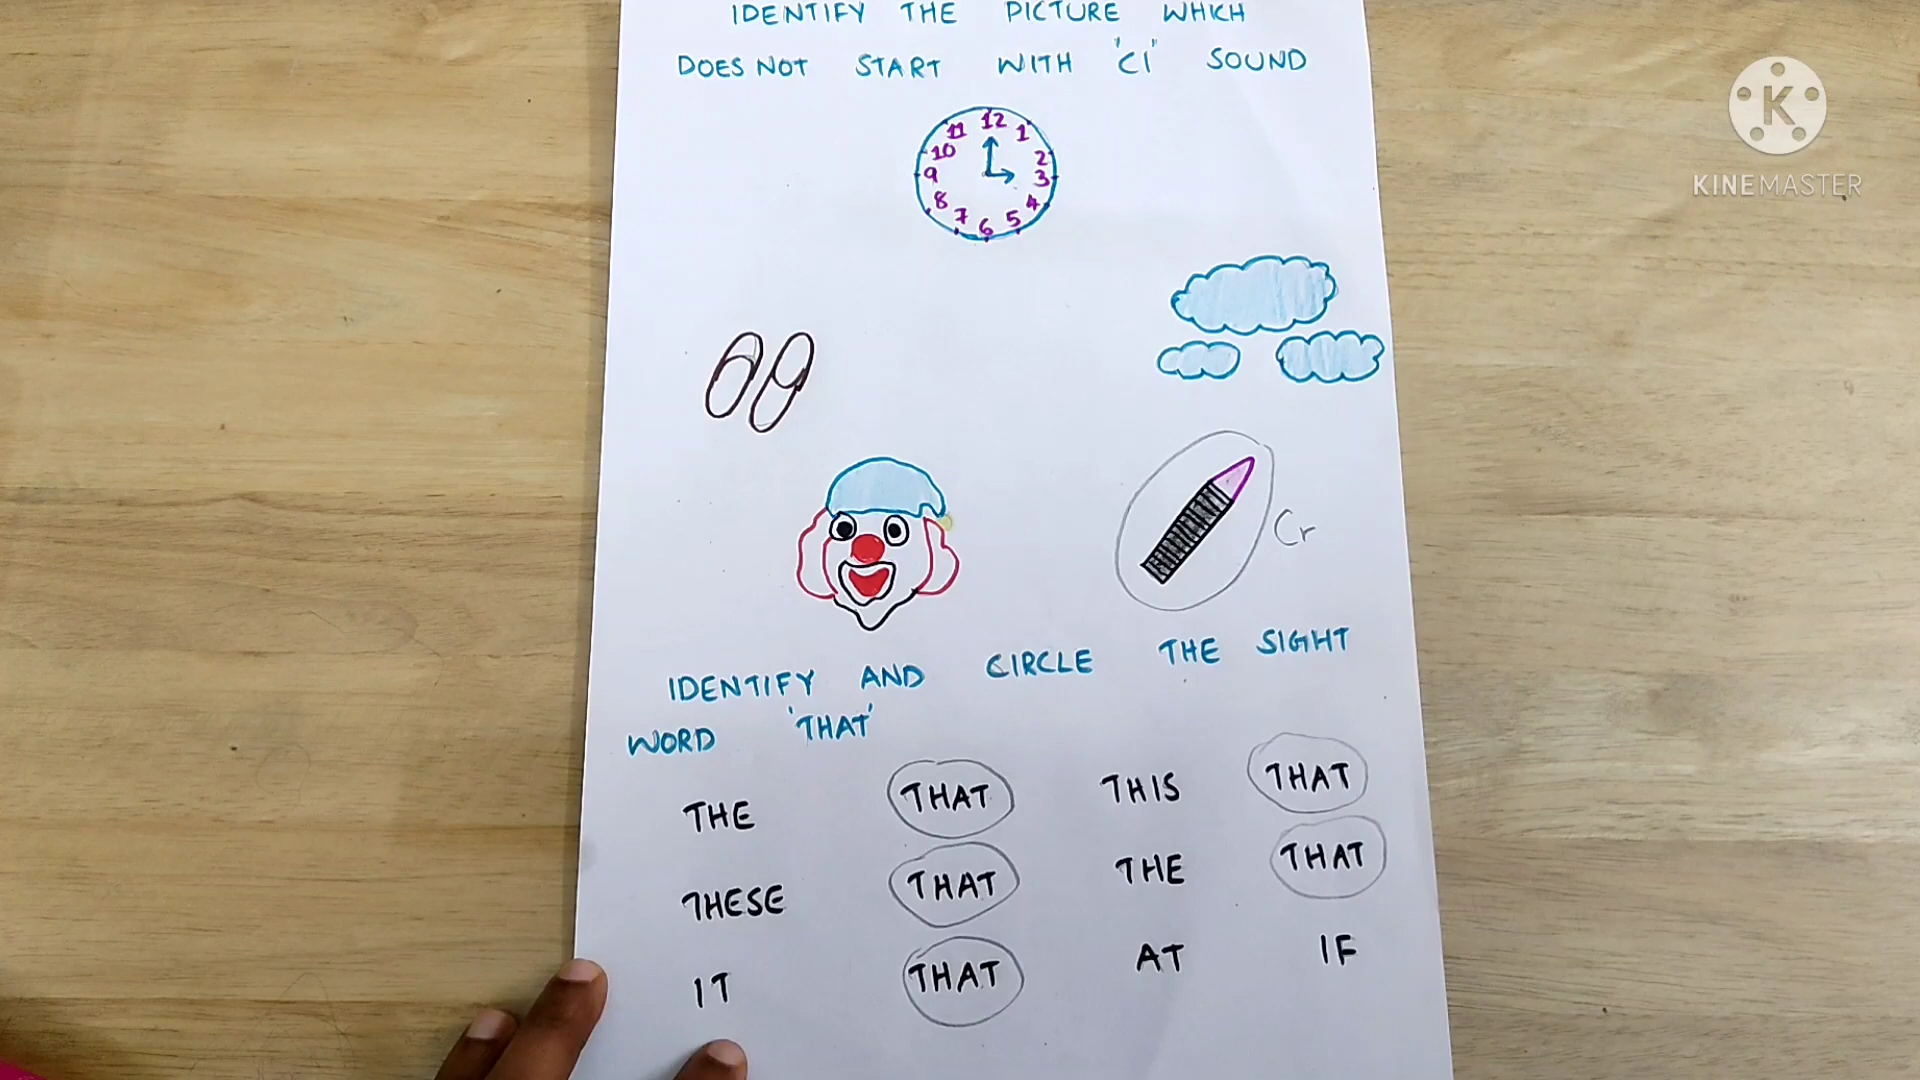 IDENTIFY THE PICTURE WHICH
DOES NOT START WITH "Cl" SOUND
12
11 1
10 2
9 3
8 4
7 5
6
Cr
IDENTIFY AND CIRCLE THE SIGHT
WORD 'THAT'
THE THAT THIS THAT
THESE THAT THE THAT
IT THAT AT IF
K
KINEMASTER